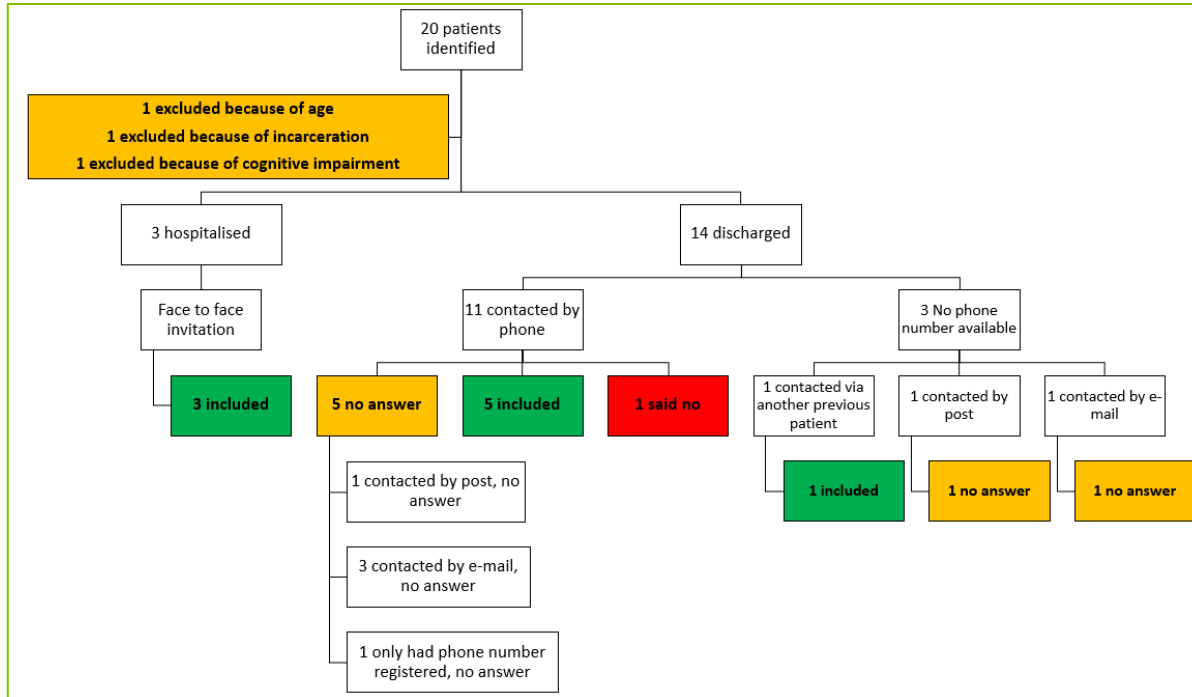 20 patients
identified
1 excluded because of age
1 excluded because of incarceration
1 excluded because of cognitive impairment
3 hospitalised
14 discharged
Face to face
invitation
11 contacted by
phone
3 No phone
number available
3 included
5 no answer
5 included
1 said no
1 contacted via
another previous
patient
1 contacted by
post
1 contacted by e-
mail
1 included
1 no answer
1 no answer
1 contacted by post, no
answer
3 contacted by e-mail,
no answer
1 only had phone number
registered, no answer